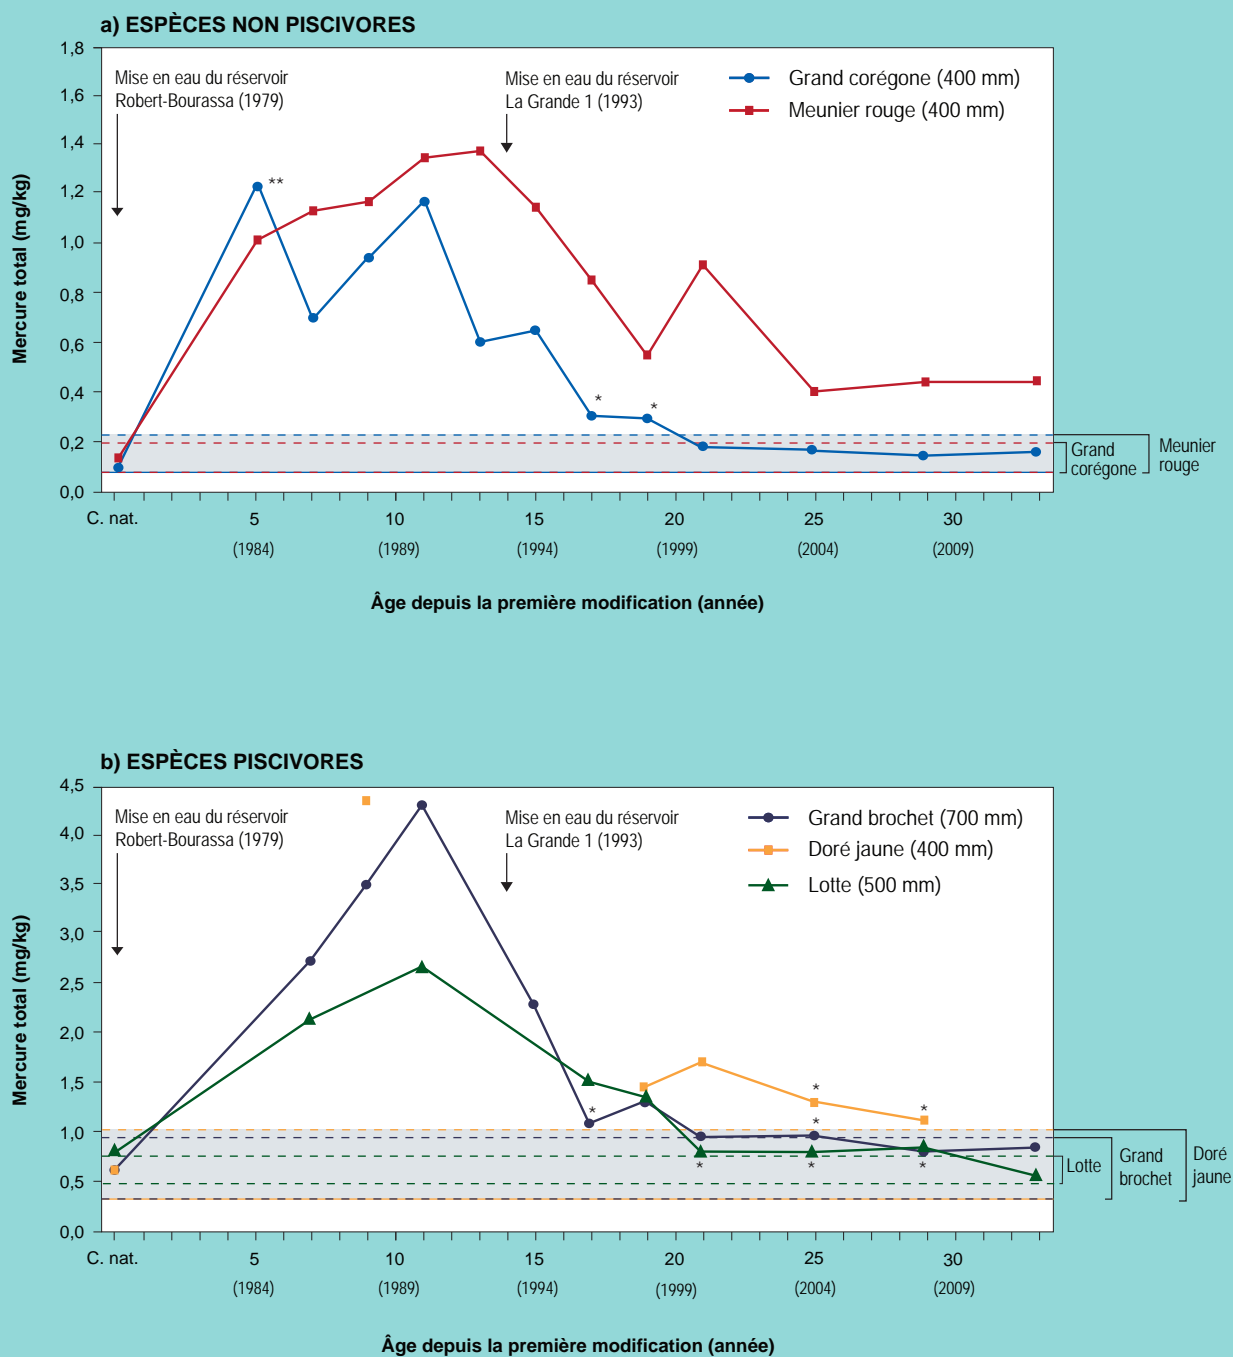 a) ESPÈCES NON PISCIVORES
Mercure total (mg/kg)
1,8
1,6
1,4
1,2
1,0
0,8
0,6
0,4
0,2
0,0
Mise en eau du réservoir
Robert-Bourassa (1979)
Mise en eau du réservoir
La Grande 1 (1993)
Grand corégone (400 mm)
Meunier rouge (400 mm)
**
*
*
Grand
corégone
Meunier
rouge
C. nat. 5 10 15 20 25 30
(1984) (1989) (1994) (1999) (2004) (2009)
Âge depuis la première modification (année)
b) ESPÈCES PISCIVORES
Mercure total (mg/kg)
4,5
4,0
3,5
3,0
2,5
2,0
1,5
1,0
0,5
0,0
Mise en eau du réservoir
Robert-Bourassa (1979)
Mise en eau du réservoir
La Grande 1 (1993)
Grand brochet (700 mm)
Doré jaune (400 mm)
Lotte (500 mm)
*
*
*
*
*
*
*
Lotte
Grand
brochet
Doré
jaune
C. nat. 5 10 15 20 25 30
(1984) (1989) (1994) (1999) (2004) (2009)
Âge depuis la première modification (année)